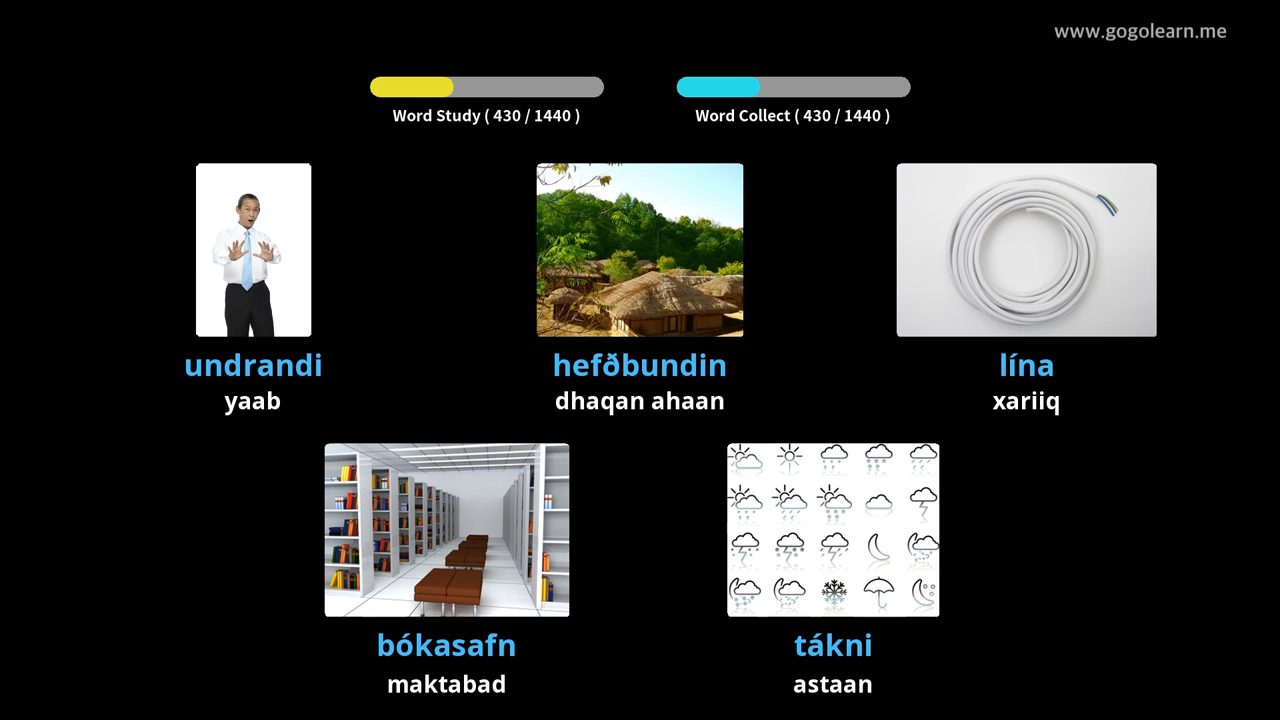 www.gogolearn.me
Word Study ( 430 / 1440 )
Word Collect ( 430 / 1440 )
undrandi
yaab
hefðbundin
dhaqan ahaan
lína
xariiq
bókasafn
maktabad
tákni
astaan